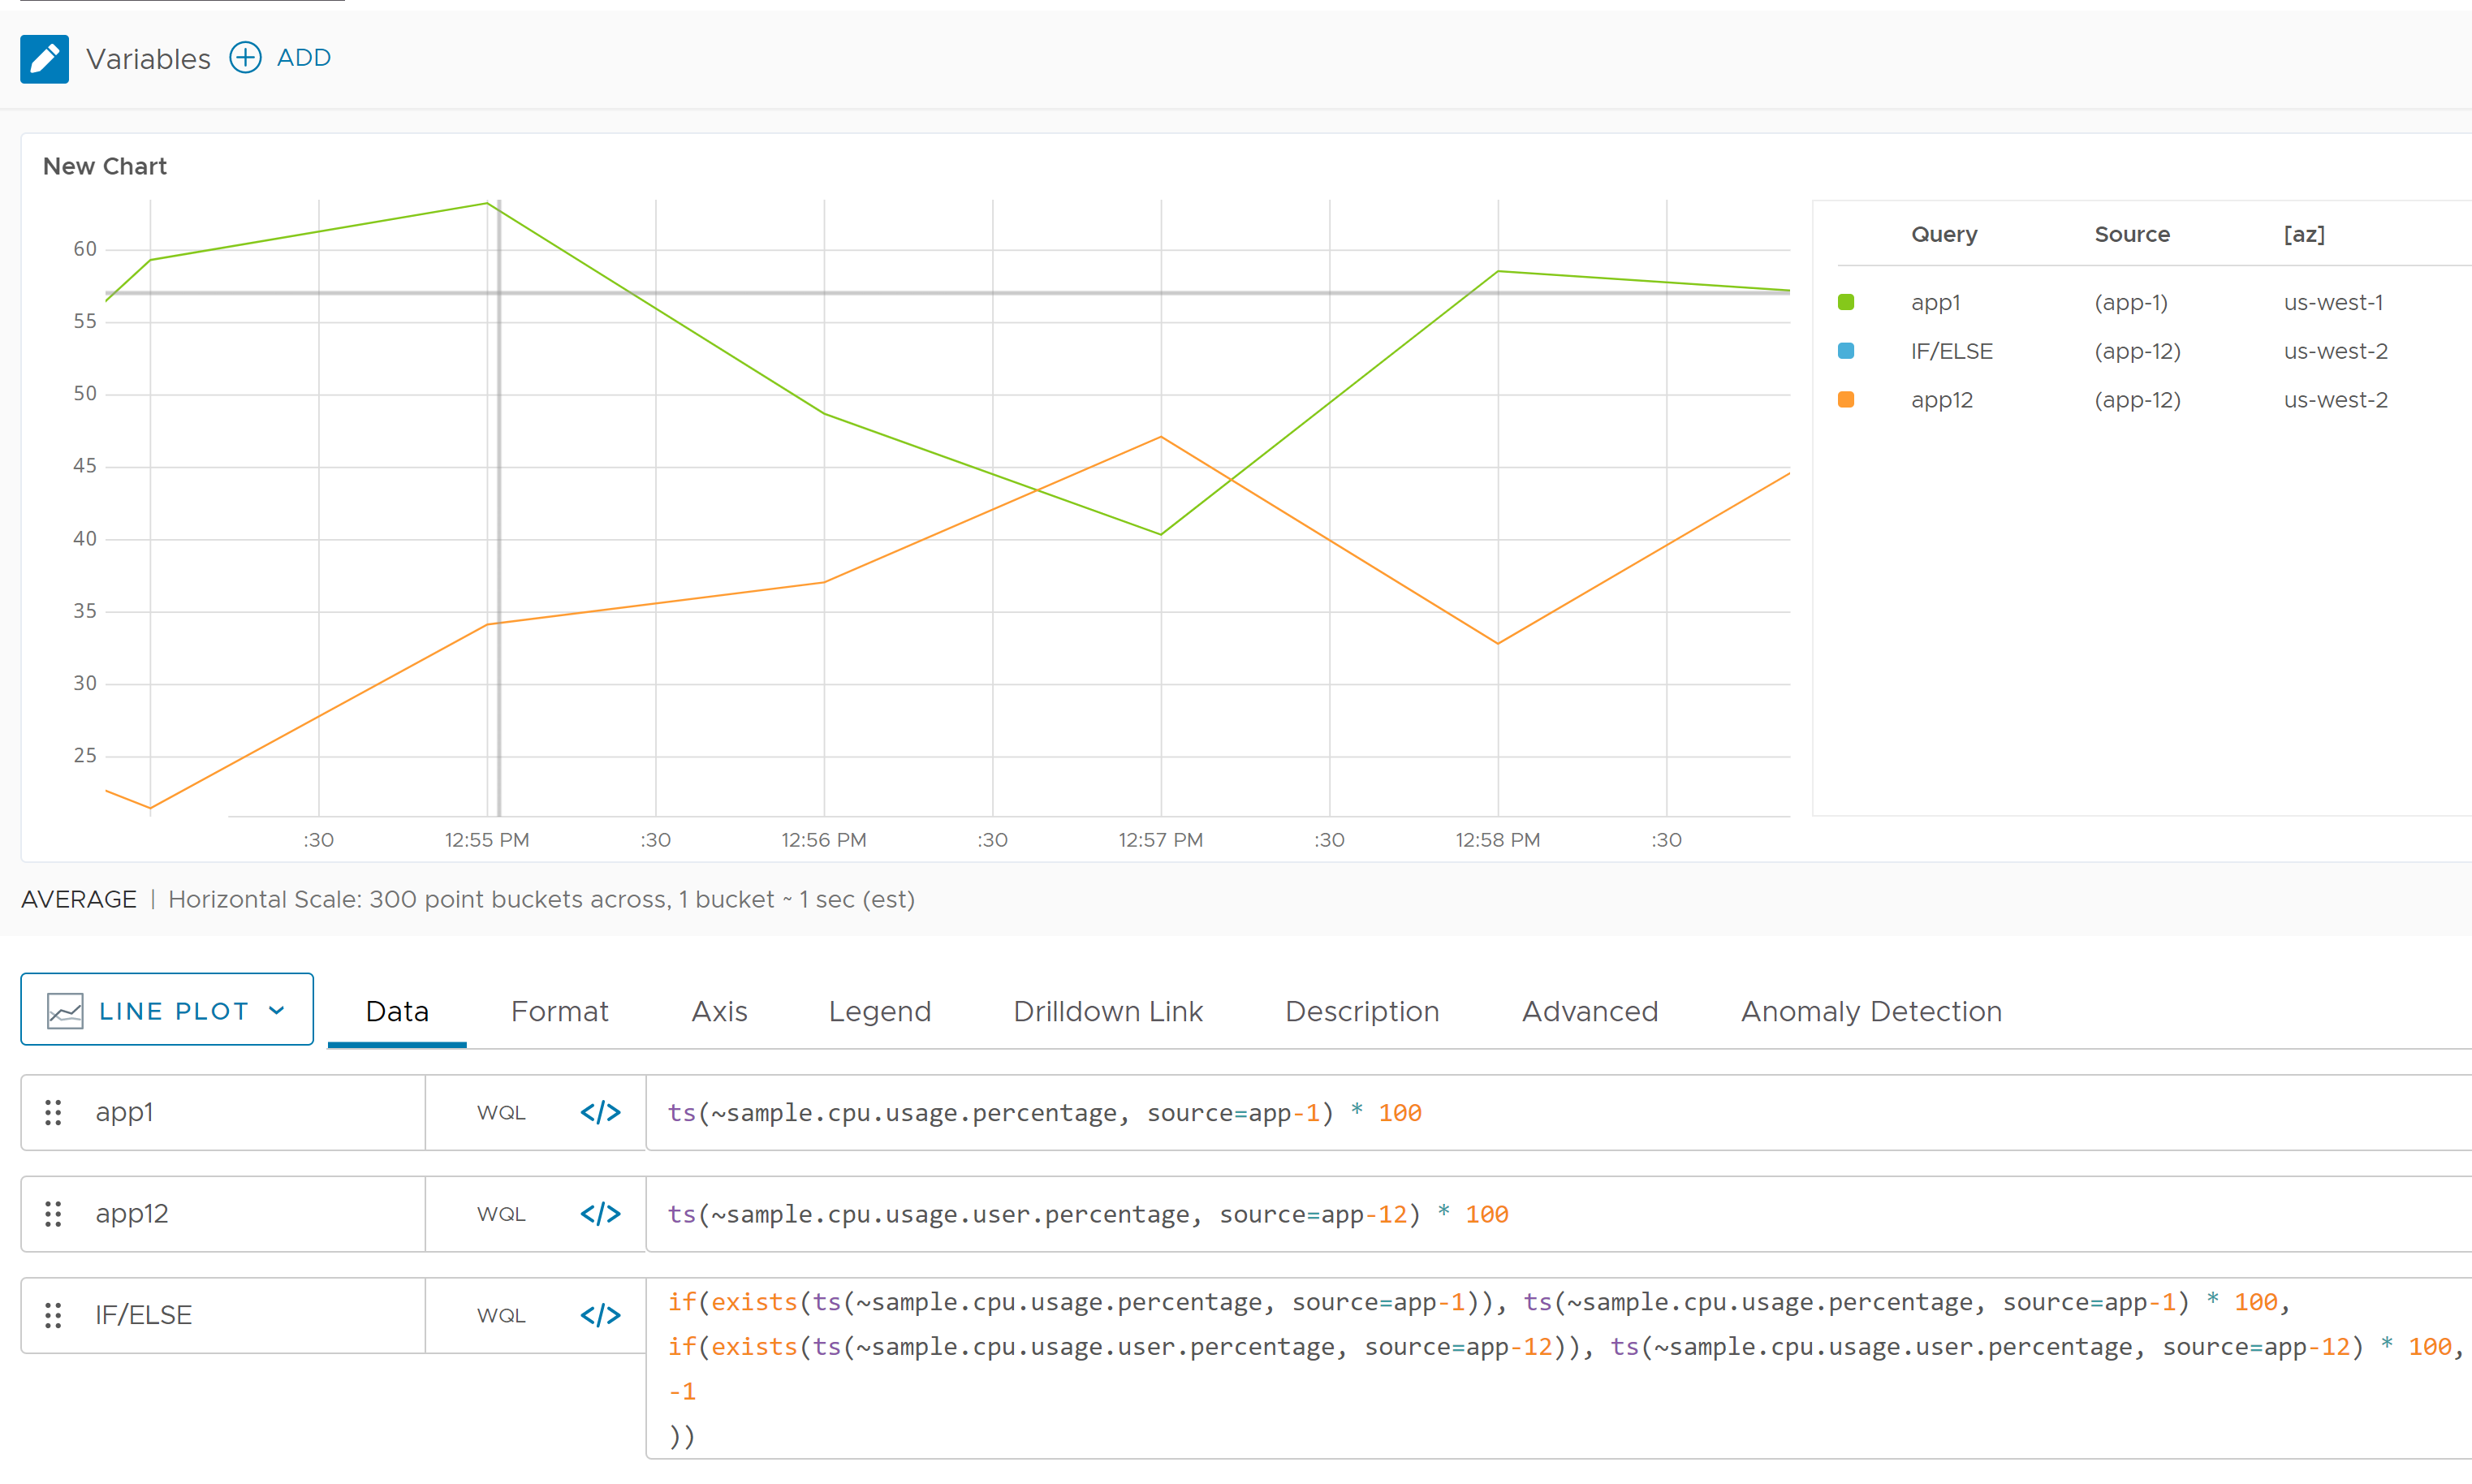 Variables ADD
New Chart
60
55
50
45
40
35
30
25
:30 12:55 PM :30 12:56 PM :30 12:57 PM :30 12:58 PM :30
Query Source [az]
app1 (app-1) us-west-1
IF/ELSE (app-12) us-west-2
app12 (app-12) us-west-2
AVERAGE | Horizontal Scale: 300 point buckets across, 1 bucket ~ 1 sec (est)
LINE PLOT Data Format Axis Legend Drilldown Link Description Advanced Anomaly Detection
app1 WQL </> ts(~sample.cpu.usage.percentage, source=app-1) * 100
app12 WQL </> ts(~sample.cpu.usage.user.percentage, source=app-12) * 100
IF/ELSE WQL </> if(exists(ts(~sample.cpu.usage.percentage, source=app-1)), ts(~sample.cpu.usage.percentage, source=app-1) * 100,
if(exists(ts(~sample.cpu.usage.user.percentage, source=app-12)), ts(~sample.cpu.usage.user.percentage, source=app-12) * 100,
-1
))